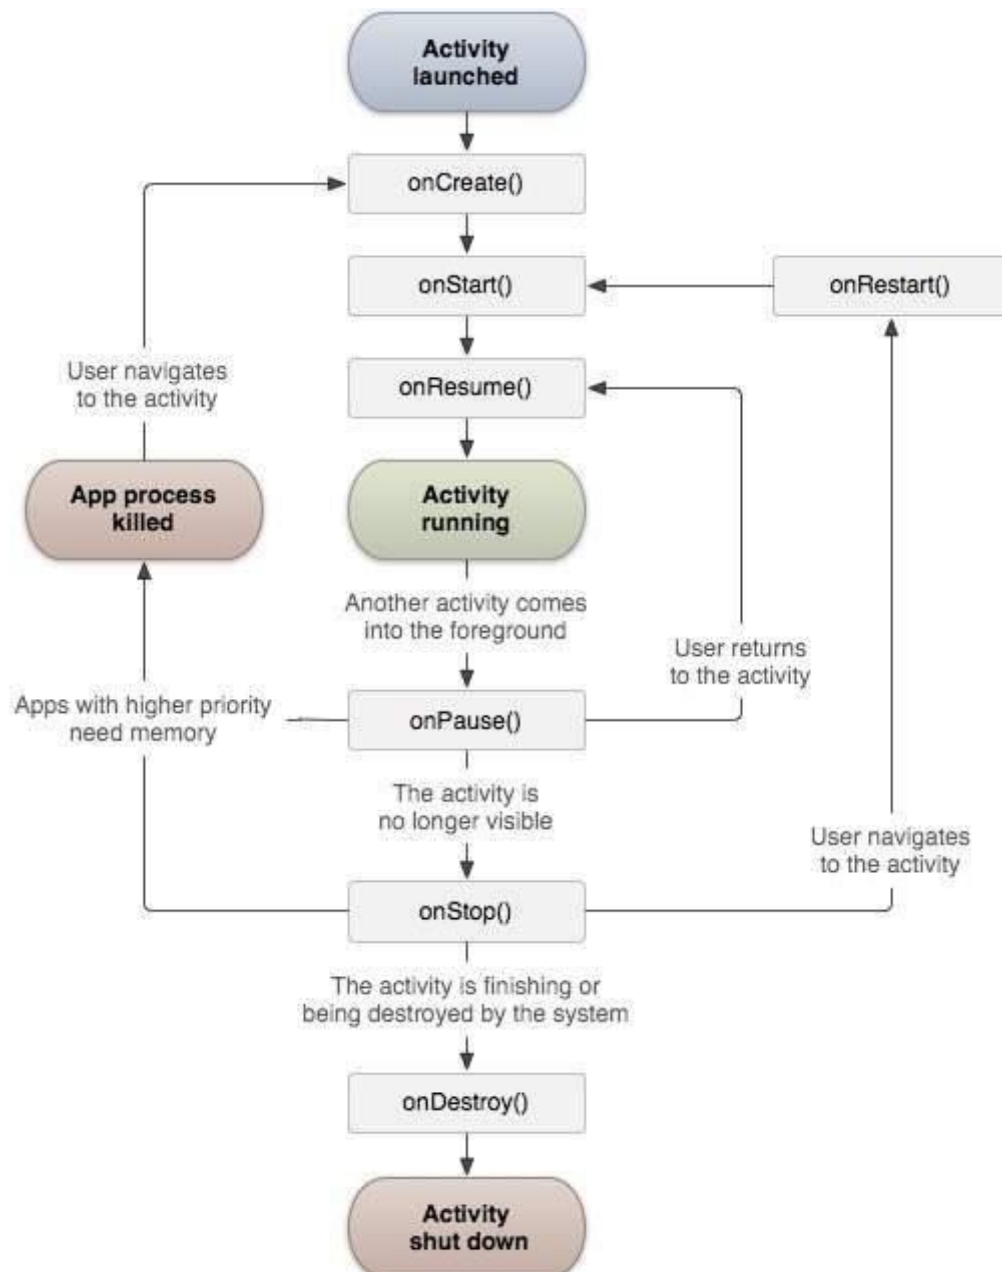 Activity
launched
onCreate()
onStart()
onRestart()
User navigates
to the activity
onResume()
App process
killed
Activity
running
Another activity comes
into the foreground
User returns
to the activity
Apps with higher priority
need memory
onPause()
The activity is
no longer visible
User navigates
to the activity
onStop()
The activity is finishing or
being destroyed by the system
onDestroy()
Activity
shut down